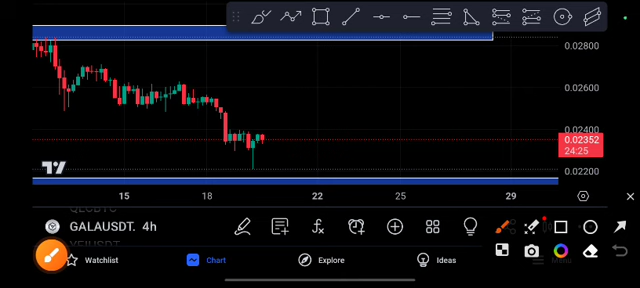 0.02800
0.02600
0.02400
0.02352
24:25
0.02200
15 18 22 25 29
GALAUSDT. 4h
Watchlist
Chart
Explore
Ideas